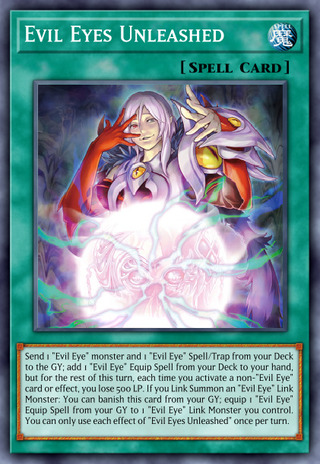 Evil Eyes Unleashed
魔
[Spell Card]
Send 1 "Evil Eye" monster and 1 "Evil Eye" Spell/Trap from your Deck
to the GY; add 1 "Evil Eye" Equip Spell from your Deck to your hand,
but for the rest of this turn, each time you activate a non-"Evil Eye"
card or effect, you lose 500 LP. If you Link Summon an "Evil Eye" Link
Monster: You can banish this card from your GY; equip 1 "Evil Eye"
Equip Spell from your GY to 1 "Evil Eye" Link Monster you control.
You can only use each effect of "Evil Eyes Unleashed" once per turn.